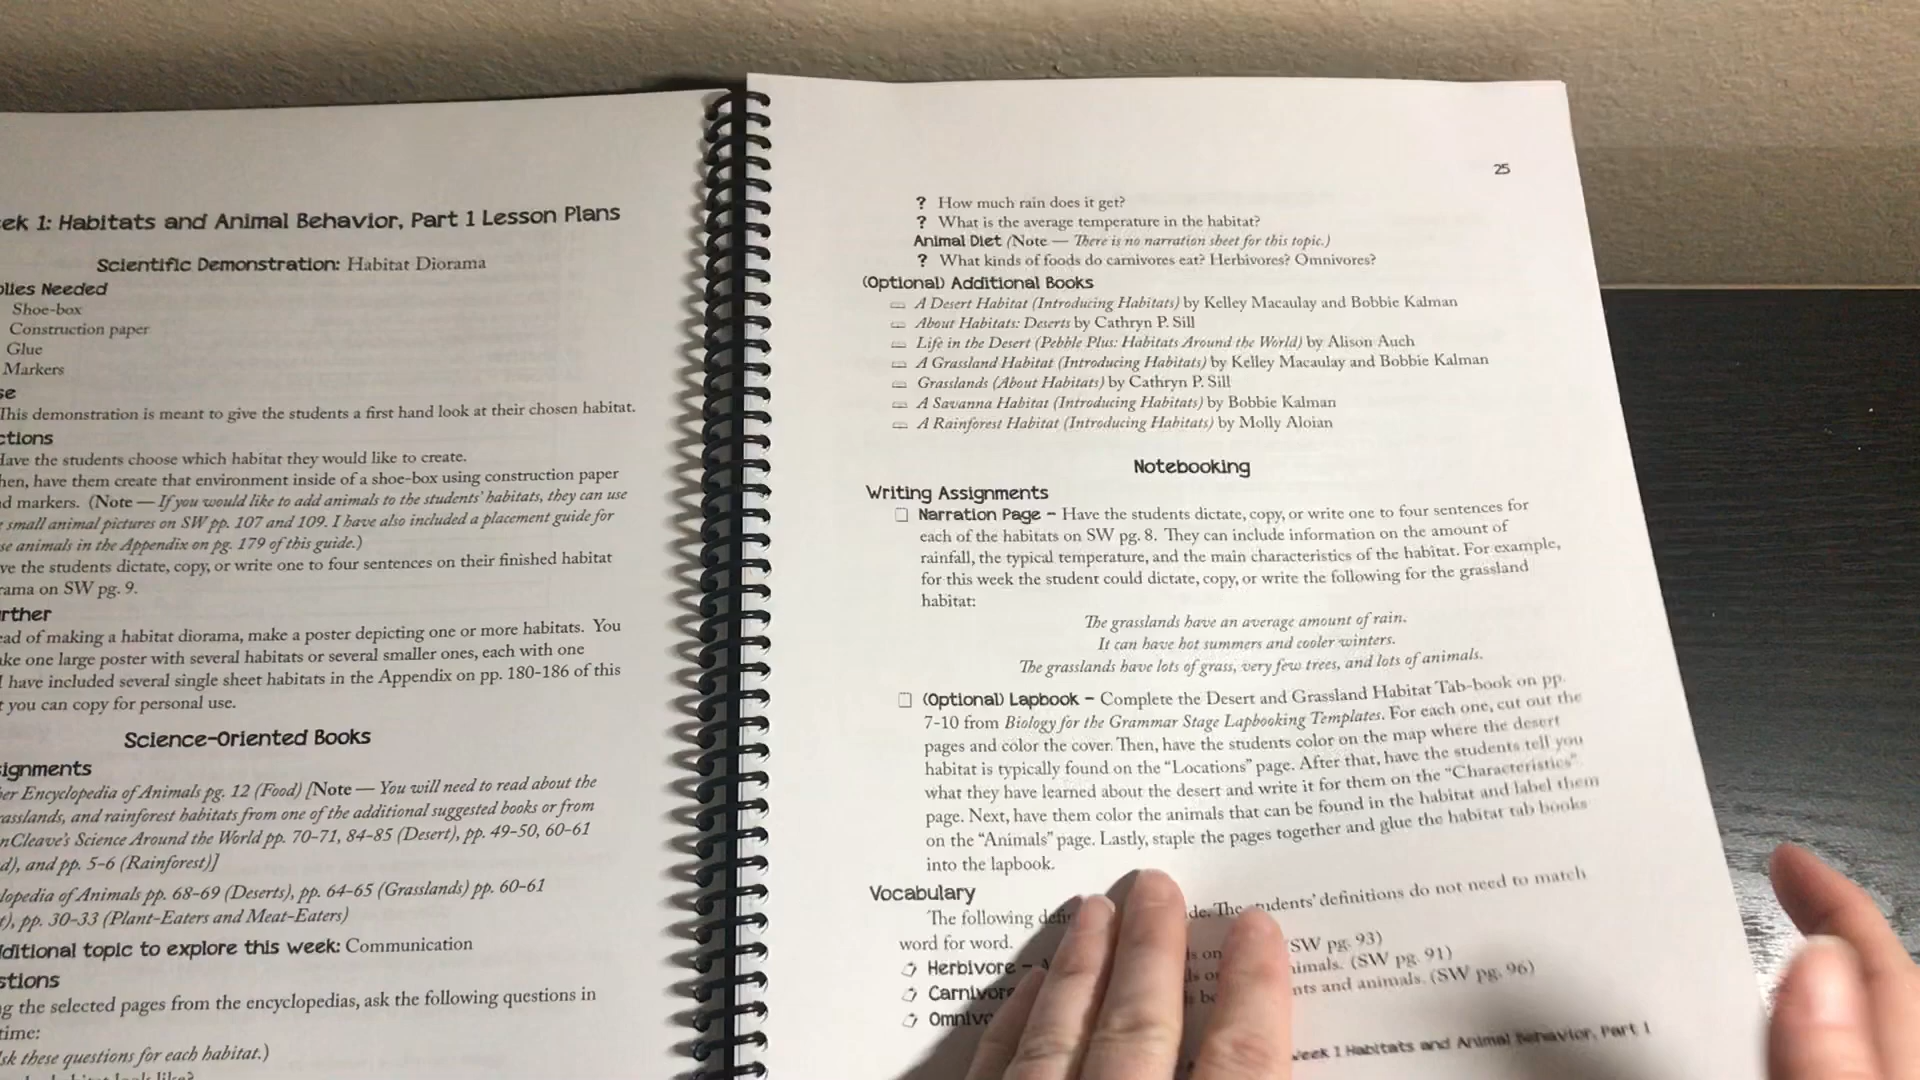 ek 1: Habitats and Animal Behavior, Part 1 Lesson Plans
Scientific Demonstration: Habitat Diorama
plies Needed
Shoe-box
Construction paper
Glue
Markers
se
This demonstration is meant to give the students a first hand look at their chosen habitat.
ctions
Have the students choose which habitat they would like to create.
hen, have them create that environment inside of a shoe-box using construction paper
d markers. (Note — If you would like to add animals to the students' habitats, they can use
small animal pictures on SW pp. 107 and 109. I have also included a placement guide for
se animals in the Appendix on pg. 179 of this guide.)
ve the students dictate, copy, or write one to four sentences on their finished habitat
rama on SW pg. 9.
rther
ead of making a habitat diorama, make a poster depicting one or more habitats. You
ake one large poster with several habitats or several smaller ones, each with one
I have included several single sheet habitats in the Appendix on pp. 180-186 of this
t you can copy for personal use.
Science-Oriented Books
ignments
er Encyclopedia of Animals pg. 12 (Food) [Note — You will need to read about the
rasslands, and rainforest habitats from one of the additional suggested books or from
nCleave's Science Around the World pp. 70-71, 84-85 (Desert), pp. 49-50, 60-61
d), and pp. 5-6 (Rainforest)]
lopedia of Animals pp. 68-69 (Deserts), pp. 64-65 (Grasslands) pp. 60-61
t), pp. 30-33 (Plant-Eaters and Meat-Eaters)
ditional topic to explore this week: Communication
stions
g the selected pages from the encyclopedias, ask the following questions in
time:
sk these questions for each habitat.)
habitat look like?
25
? How much rain does it get?
? What is the average temperature in the habitat?
Animal Diet (Note — There is no narration sheet for this topic.)
? What kinds of foods do carnivores eat? Herbivores? Omnivores?
(Optional) Additional Books
A Desert Habitat (Introducing Habitats) by Kelley Macaulay and Bobbie Kalman
About Habitats: Deserts by Cathryn P. Sill
Life in the Desert (Pebble Plus: Habitats Around the World) by Alison Auch
A Grassland Habitat (Introducing Habitats) by Kelley Macaulay and Bobbie Kalman
Grasslands (About Habitats) by Cathryn P. Sill
A Savanna Habitat (Introducing Habitats) by Bobbie Kalman
A Rainforest Habitat (Introducing Habitats) by Molly Aloian
Notebooking
Writing Assignments
Narration Page – Have the students dictate, copy, or write one to four sentences for
each of the habitats on SW pg. 8. They can include information on the amount of
rainfall, the typical temperature, and the main characteristics of the habitat. For example,
for this week the student could dictate, copy, or write the following for the grassland
habitat:
The grasslands have an average amount of rain.
It can have hot summers and cooler winters.
The grasslands have lots of grass, very few trees, and lots of animals.
(Optional) Lapbook – Complete the Desert and Grassland Habitat Tab-book on pp.
7-10 from Biology for the Grammar Stage Lapbooking Templates. For each one, cut out the
pages and color the cover. Then, have the students color on the map where the desert
habitat is typically found on the "Locations" page. After that, have the students tell you
what they have learned about the desert and write it for them on the "Characteristics"
page. Next, have them color the animals that can be found in the habitat and label them
on the "Animals" page. Lastly, staple the pages together and glue the habitat tab books
into the lapbook.
Vocabulary
The following de de. The students' definitions do not need to match
word for word.
Herbivore – s on (SW pg. 93)
Carnivore ls o nimals. (SW pg. 91)
Omnivo s b nts and animals. (SW pg. 96)
Week 1 Habitats and Animal Behavior, Part 1